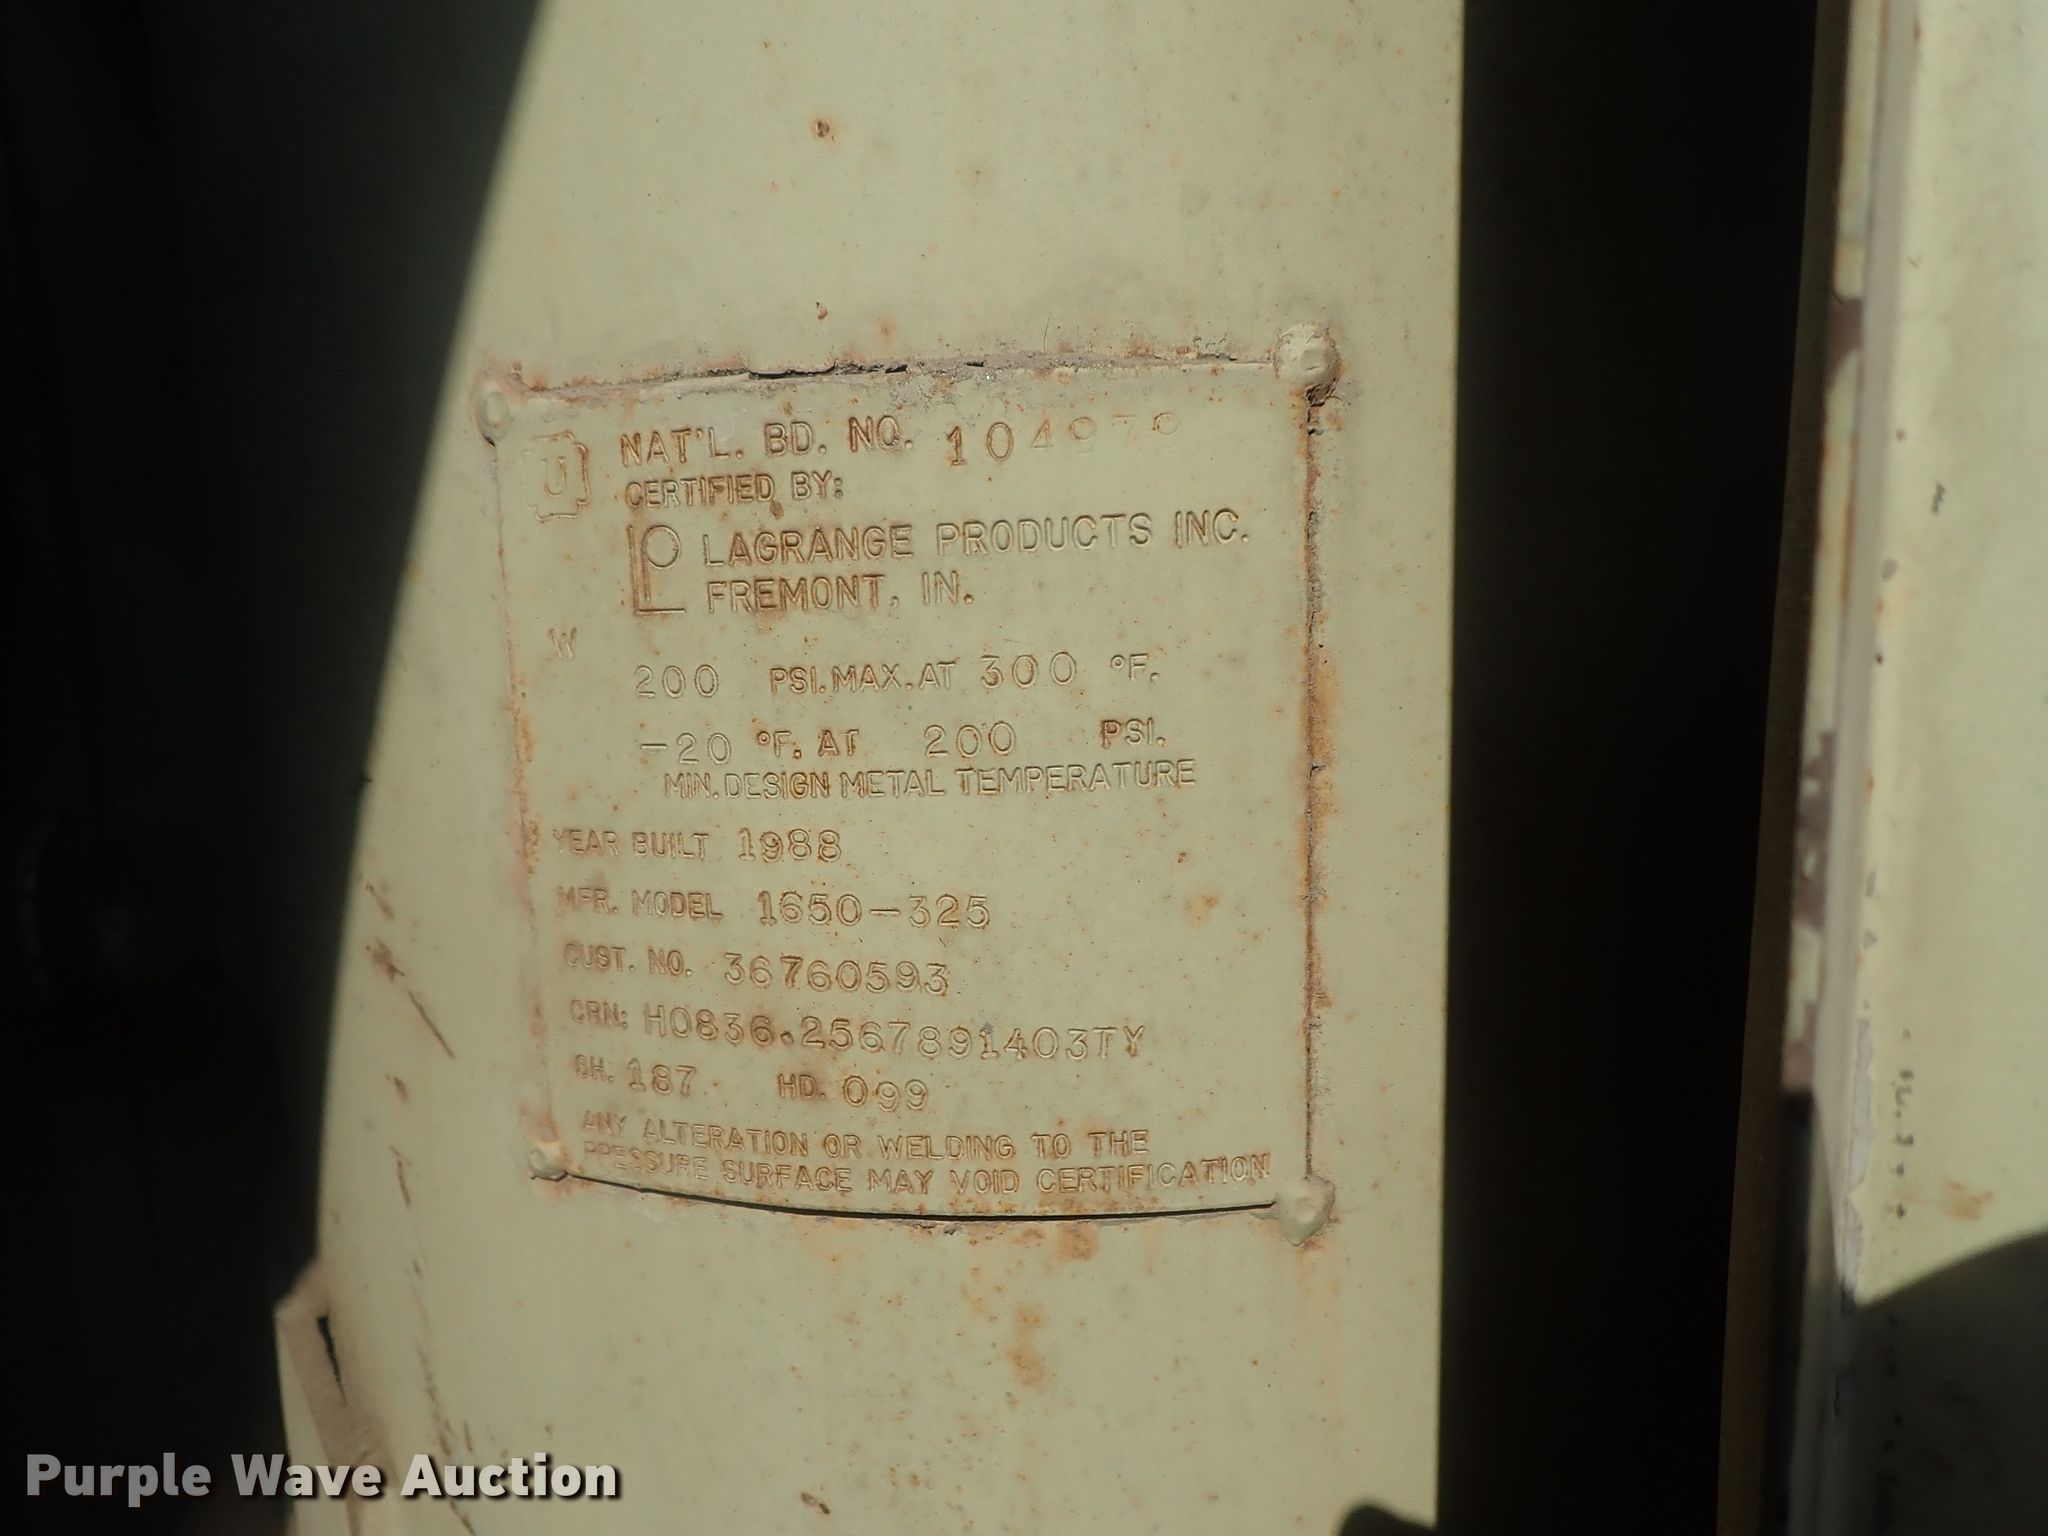 U
NAT'L. BD. NO.
CERTIFIED BY:
LP LAGRANGE PRODUCTS INC.
FREMONT, IN.
W
200 PSI. MAX. AT 300 °F.
-20 °F. AT 200 PSI.
MIN. DESIGN METAL TEMPERATURE
YEAR BUILT 1988
MFR. MODEL 1650-325
CUST. NO. 36760593
CRN: H0836.2567891403TY
SH. 187 HD. 099
ANY ALTERATION OR WELDING TO THE
PRESSURE SURFACE MAY VOID CERTIFICATION
Purple Wave Auction